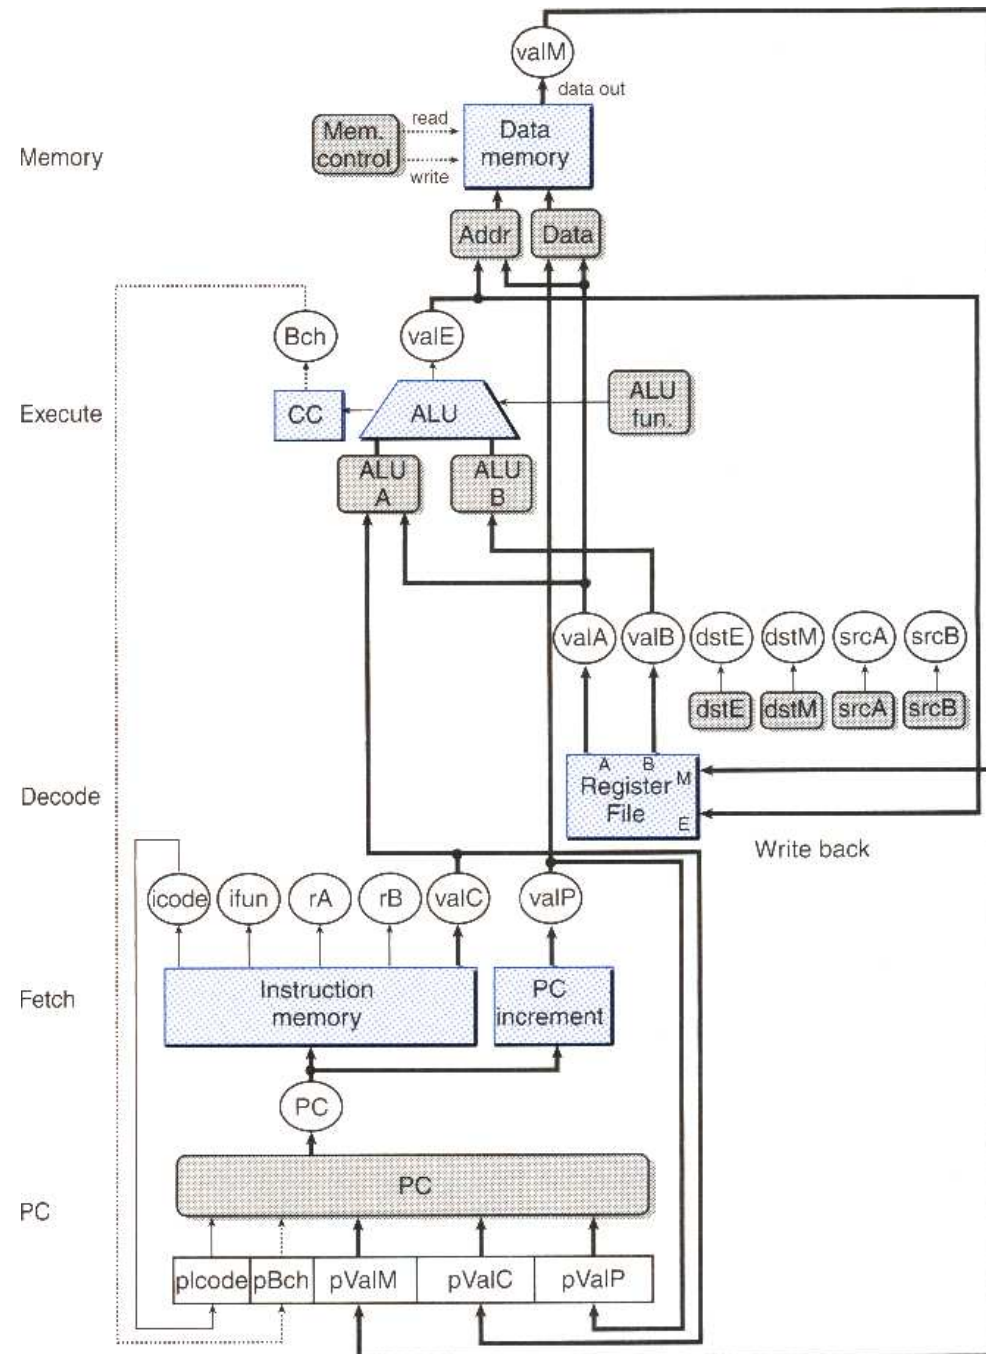 valM
data out
read
Mem.
control
write
Data
memory
Memory
Addr
Data
Bch
valE
Execute
CC
ALU
ALU
fun.
ALU
A
ALU
B
valA
valB
dstE
dstM
srcA
srcB
dstE
dstM
srcA
srcB
A
B
M
Register
File
E
Decode
Write back
icode
ifun
rA
rB
valC
valP
Fetch
Instruction
memory
PC
increment
PC
PC
PC
pIcode
pBch
pValM
pValC
pValP